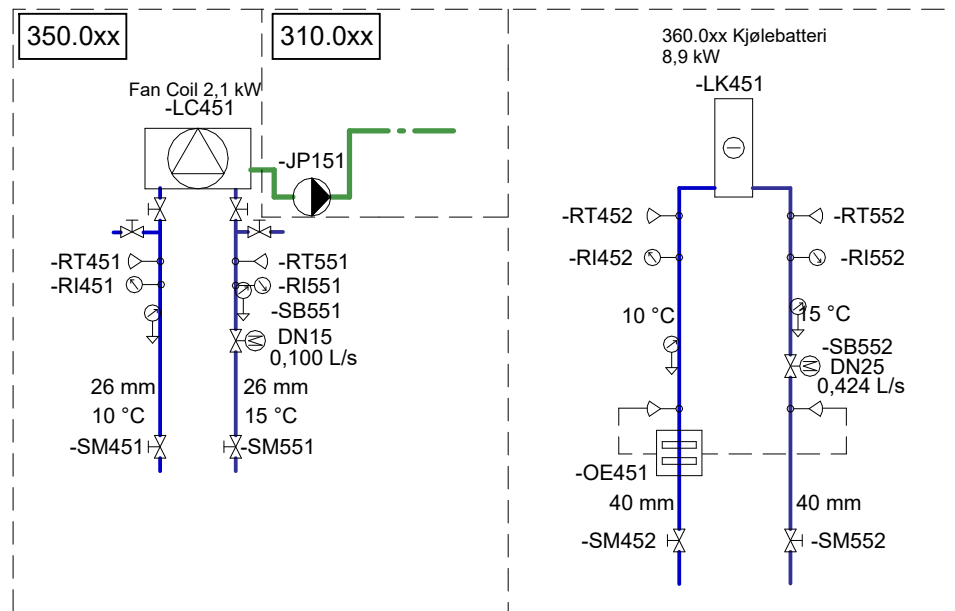 350.0xx
310.0xx
Fan Coil 2,1 kW
-LC451
-JP151
-RT451
-RT551
-RI451
-RI551
-SB551
DN15
0,100 L/s
26 mm
26 mm
10 °C
15 °C
-SM451
-SM551
360.0xx Kjølebatteri
8,9 kW
-LK451
-RT452
-RT552
-RI452
-RI552
10 °C
15 °C
-SB552
DN25
0,424 L/s
-OE451
40 mm
40 mm
-SM452
-SM552